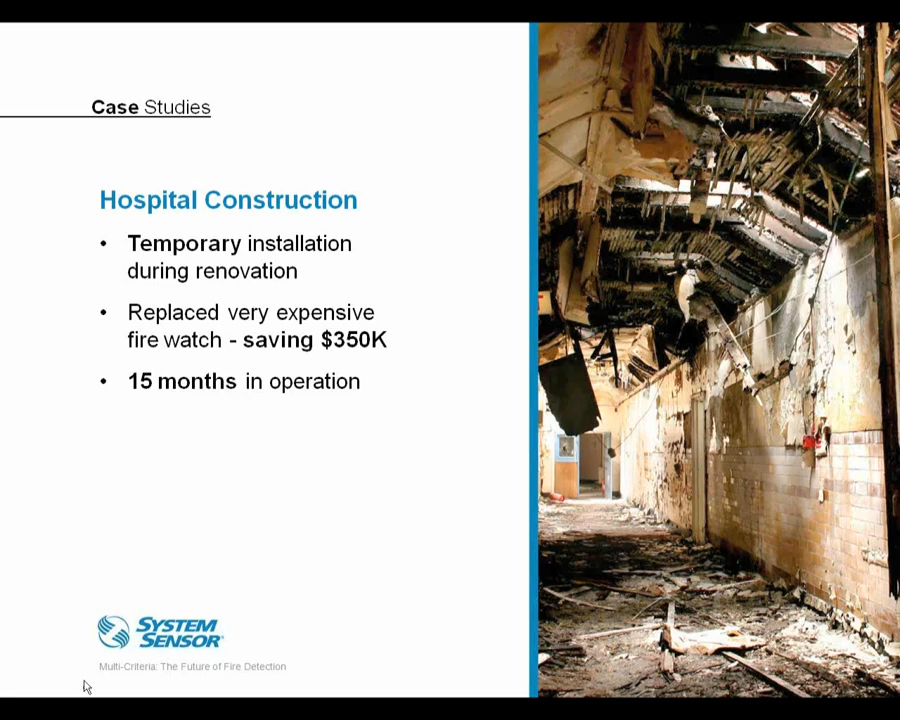 Case Studies
Hospital Construction
• Temporary installation
during renovation
• Replaced very expensive
fire watch - saving $350K
• 15 months in operation
SYSTEM
SENSOR®
Multi-Criteria: The Future of Fire Detection